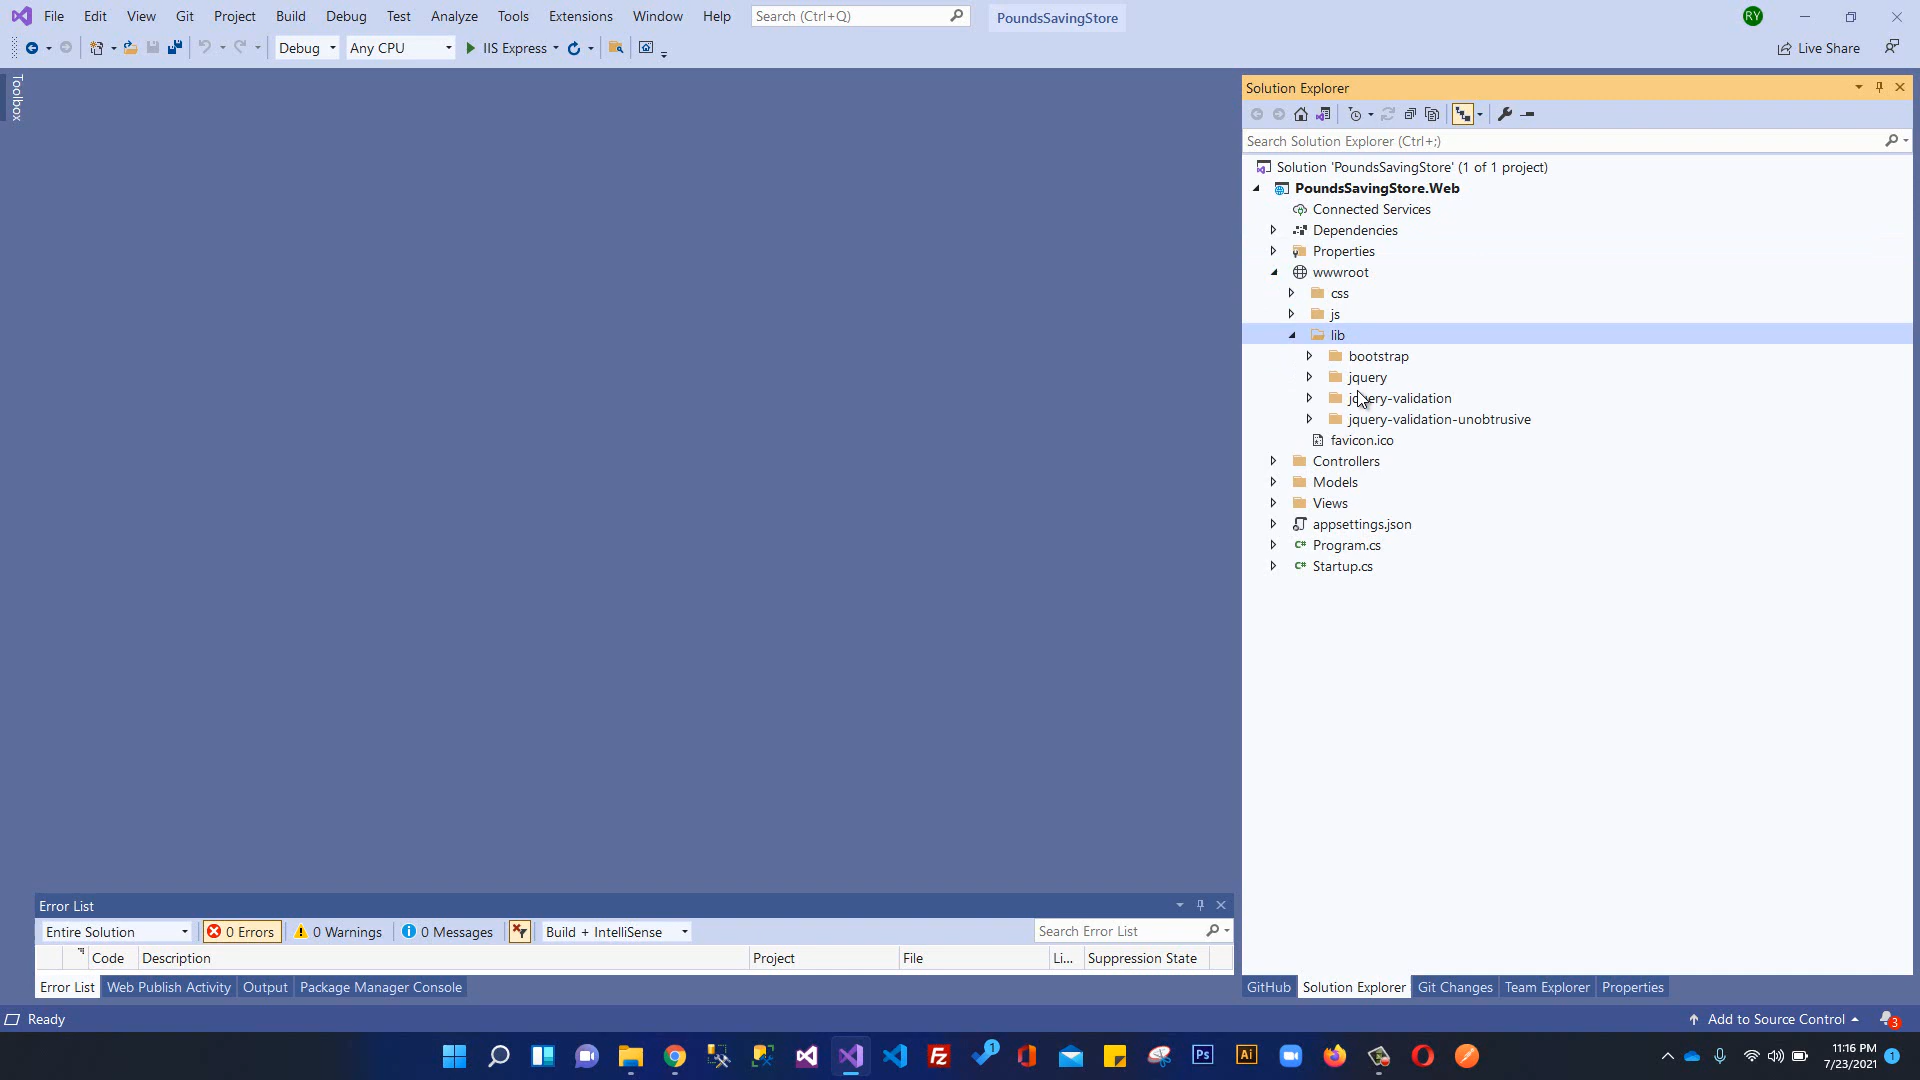 File Edit View Git Project Build Debug Test Analyze Tools Extensions Window Help Search (Ctrl+Q) PoundsSavingStore RY
Debug Any CPU IIS Express Live Share
Toolbox
Solution Explorer
Search Solution Explorer (Ctrl+;)
Solution 'PoundsSavingStore' (1 of 1 project)
PoundsSavingStore.Web
Connected Services
Dependencies
Properties
wwwroot
css
js
lib
bootstrap
jquery
jquery-validation
jquery-validation-unobtrusive
favicon.ico
Controllers
Models
Views
appsettings.json
C# Program.cs
C# Startup.cs
Error List
Entire Solution 0 Errors 0 Warnings 0 Messages Build + IntelliSense Search Error List
Code Description Project File Li... Suppression State
Error List Web Publish Activity Output Package Manager Console
GitHub Solution Explorer Git Changes Team Explorer Properties
Ready Add to Source Control 3
1 Ps Ai 11:16 PM
7/23/2021 1